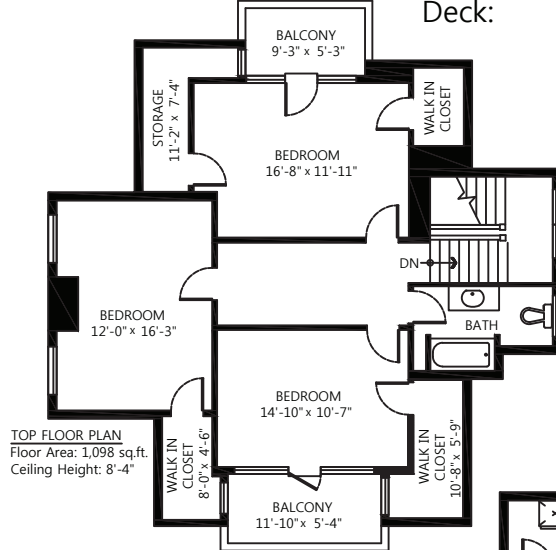 Deck:
BALCONY
9'-3" x 5'-3"
STORAGE
11'-2" x 7'-4"
WALK IN
CLOSET
BEDROOM
16'-8" x 11'-11"
DN
BEDROOM
12'-0" x 16'-3"
BATH
BEDROOM
14'-10" x 10'-7"
TOP FLOOR PLAN
Floor Area: 1,098 sq.ft.
Ceiling Height: 8'-4"
WALK IN
CLOSET
8'-0" x 4'-6"
WALK IN
CLOSET
10'-8" x 5'-9"
BALCONY
11'-10" x 5'-4"